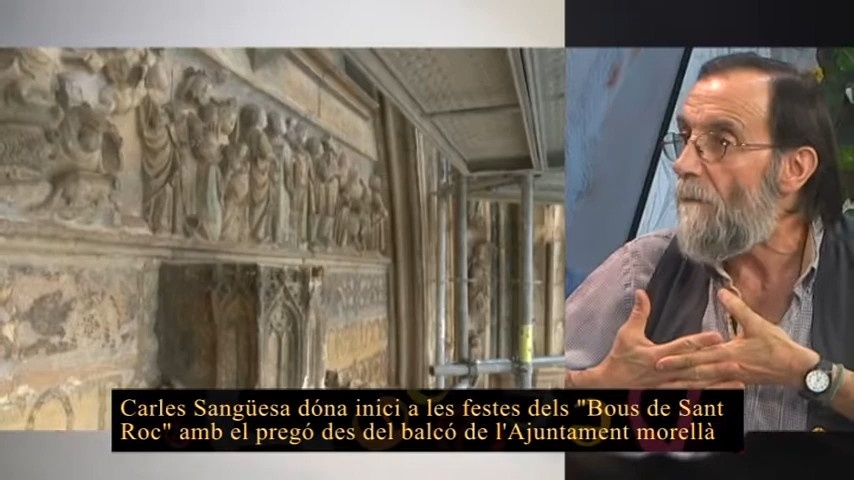 Carles Sangüesa dóna inici a les festes dels "Bous de Sant
Roc" amb el pregó des del balcó de l'Ajuntament morellà